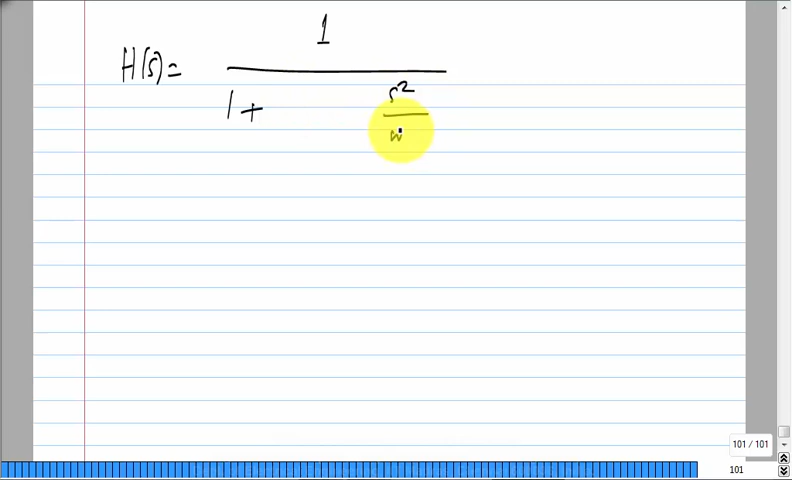 1
H(s) =
1 + s²
w
101 / 101
101